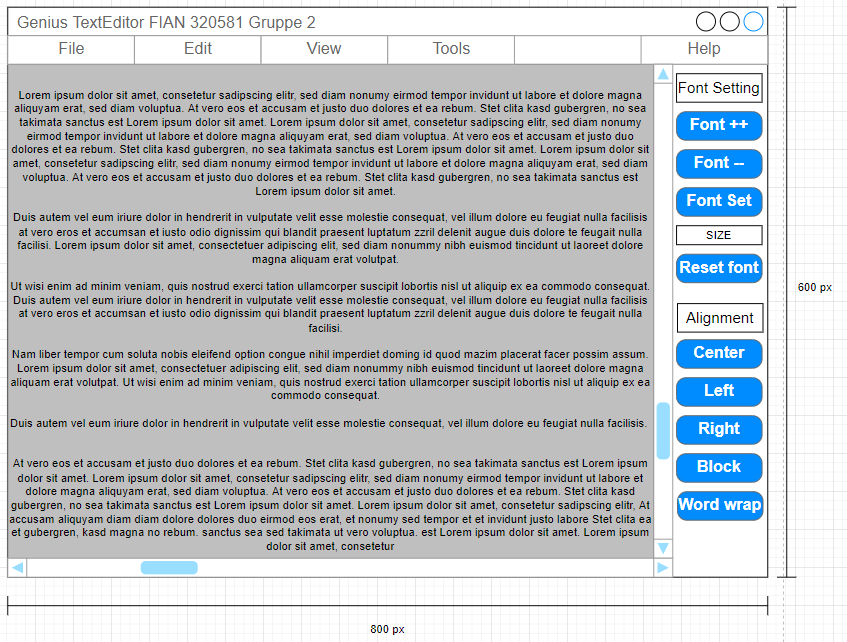 Genius TextEditor FIAN 320581 Gruppe 2
File Edit View Tools Help
Lorem ipsum dolor sit amet, consetetur sadipscing elitr, sed diam nonumy eirmod tempor invidunt ut labore et dolore magna
aliquyam erat, sed diam voluptua. At vero eos et accusam et justo duo dolores et ea rebum. Stet clita kasd gubergren, no sea
takimata sanctus est Lorem ipsum dolor sit amet. Lorem ipsum dolor sit amet, consetetur sadipscing elitr, sed diam nonumy
eirmod tempor invidunt ut labore et dolore magna aliquyam erat, sed diam voluptua. At vero eos et accusam et justo duo
dolores et ea rebum. Stet clita kasd gubergren, no sea takimata sanctus est Lorem ipsum dolor sit amet. Lorem ipsum dolor sit
amet, consetetur sadipscing elitr, sed diam nonumy eirmod tempor invidunt ut labore et dolore magna aliquyam erat, sed diam
voluptua. At vero eos et accusam et justo duo dolores et ea rebum. Stet clita kasd gubergren, no sea takimata sanctus est
Lorem ipsum dolor sit amet.
Duis autem vel eum iriure dolor in hendrerit in vulputate velit esse molestie consequat, vel illum dolore eu feugiat nulla facilisis
at vero eros et accumsan et iusto odio dignissim qui blandit praesent luptatum zzril delenit augue duis dolore te feugait nulla
facilisi. Lorem ipsum dolor sit amet, consectetuer adipiscing elit, sed diam nonummy nibh euismod tincidunt ut laoreet dolore
magna aliquam erat volutpat.
Ut wisi enim ad minim veniam, quis nostrud exerci tation ullamcorper suscipit lobortis nisl ut aliquip ex ea commodo consequat.
Duis autem vel eum iriure dolor in hendrerit in vulputate velit esse molestie consequat, vel illum dolore eu feugiat nulla facilisis
at vero eros et accumsan et iusto odio dignissim qui blandit praesent luptatum zzril delenit augue duis dolore te feugait nulla
facilisi.
Nam liber tempor cum soluta nobis eleifend option congue nihil imperdiet doming id quod mazim placerat facer possim assum.
Lorem ipsum dolor sit amet, consectetuer adipiscing elit, sed diam nonummy nibh euismod tincidunt ut laoreet dolore magna
aliquam erat volutpat. Ut wisi enim ad minim veniam, quis nostrud exerci tation ullamcorper suscipit lobortis nisl ut aliquip ex ea
commodo consequat.
Duis autem vel eum iriure dolor in hendrerit in vulputate velit esse molestie consequat, vel illum dolore eu feugiat nulla facilisis.
At vero eos et accusam et justo duo dolores et ea rebum. Stet clita kasd gubergren, no sea takimata sanctus est Lorem ipsum
dolor sit amet. Lorem ipsum dolor sit amet, consetetur sadipscing elitr, sed diam nonumy eirmod tempor invidunt ut labore et
dolore magna aliquyam erat, sed diam voluptua. At vero eos et accusam et justo duo dolores et ea rebum. Stet clita kasd
gubergren, no sea takimata sanctus est Lorem ipsum dolor sit amet. Lorem ipsum dolor sit amet, consetetur sadipscing elitr, At
accusam aliquyam diam diam dolore dolores duo eirmod eos erat, et nonumy sed tempor et et invidunt justo labore Stet clita ea
et gubergren, kasd magna no rebum. sanctus sea sed takimata ut vero voluptua. est Lorem ipsum dolor sit amet. Lorem ipsum
dolor sit amet, consetetur
Font Setting
Font ++
Font --
Font Set
SIZE
Reset font
Alignment
Center
Left
Right
Block
Word wrap
600 px
800 px